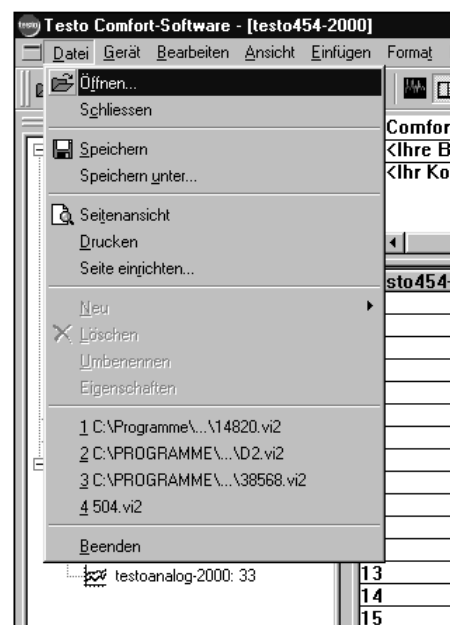 Testo Comfort-Software - [testo454-2000]
Datei Gerät Bearbeiten Ansicht Einfügen Format
Öffnen...
Schliessen
Comfor
<Ihre B
Speichern
<Ihr Ko
Speichern unter...
Seitenansicht
Drucken
Seite einrichten...
sto454-
Neu
Löschen
Umbenennen
Eigenschaften
1 C:\Programme\...\14820.vi2
2 C:\PROGRAMME\...\D2.vi2
3 C:\PROGRAMME\...\38568.vi2
4 504.vi2
Beenden
testoanalog-2000: 33
13
14
15